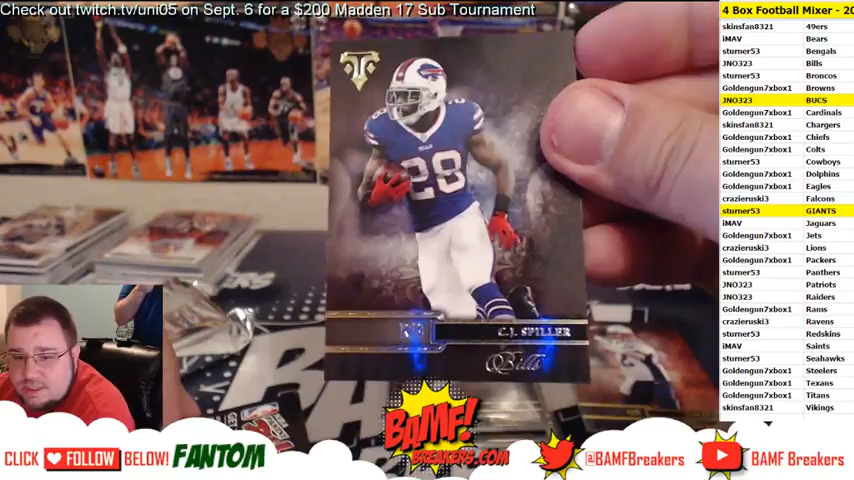 Check out twitch.tv/uni05 on Sept. 6 for a $200 Madden 17 Sub Tournament
4 Box Football Mixer - 20
skinsfan8321 49ers
iMAV Bears
sturner53 Bengals
JNO323 Bills
sturner53 Broncos
Goldengun7xbox1 Browns
JNO323 BUCS
Goldengun7xbox1 Cardinals
skinsfan8321 Chargers
Goldengun7xbox1 Chiefs
Goldengun7xbox1 Colts
sturner53 Cowboys
Goldengun7xbox1 Dolphins
Goldengun7xbox1 Eagles
crazieruski3 Falcons
sturner53 GIANTS
iMAV Jaguars
Goldengun7xbox1 Jets
crazieruski3 Lions
Goldengun7xbox1 Packers
sturner53 Panthers
JNO323 Patriots
JNO323 Raiders
Goldengun7xbox1 Rams
crazieruski3 Ravens
sturner53 Redskins
iMAV Saints
sturner53 Seahawks
Goldengun7xbox1 Steelers
Goldengun7xbox1 Texans
Goldengun7xbox1 Titans
skinsfan8321 Vikings
28
RB C.J. SPILLER
Bills
BAMF!
BREAKERS.COM
CLICK FOLLOW BELOW! FANTOM
@BAMFBreakers
BAMF Breakers